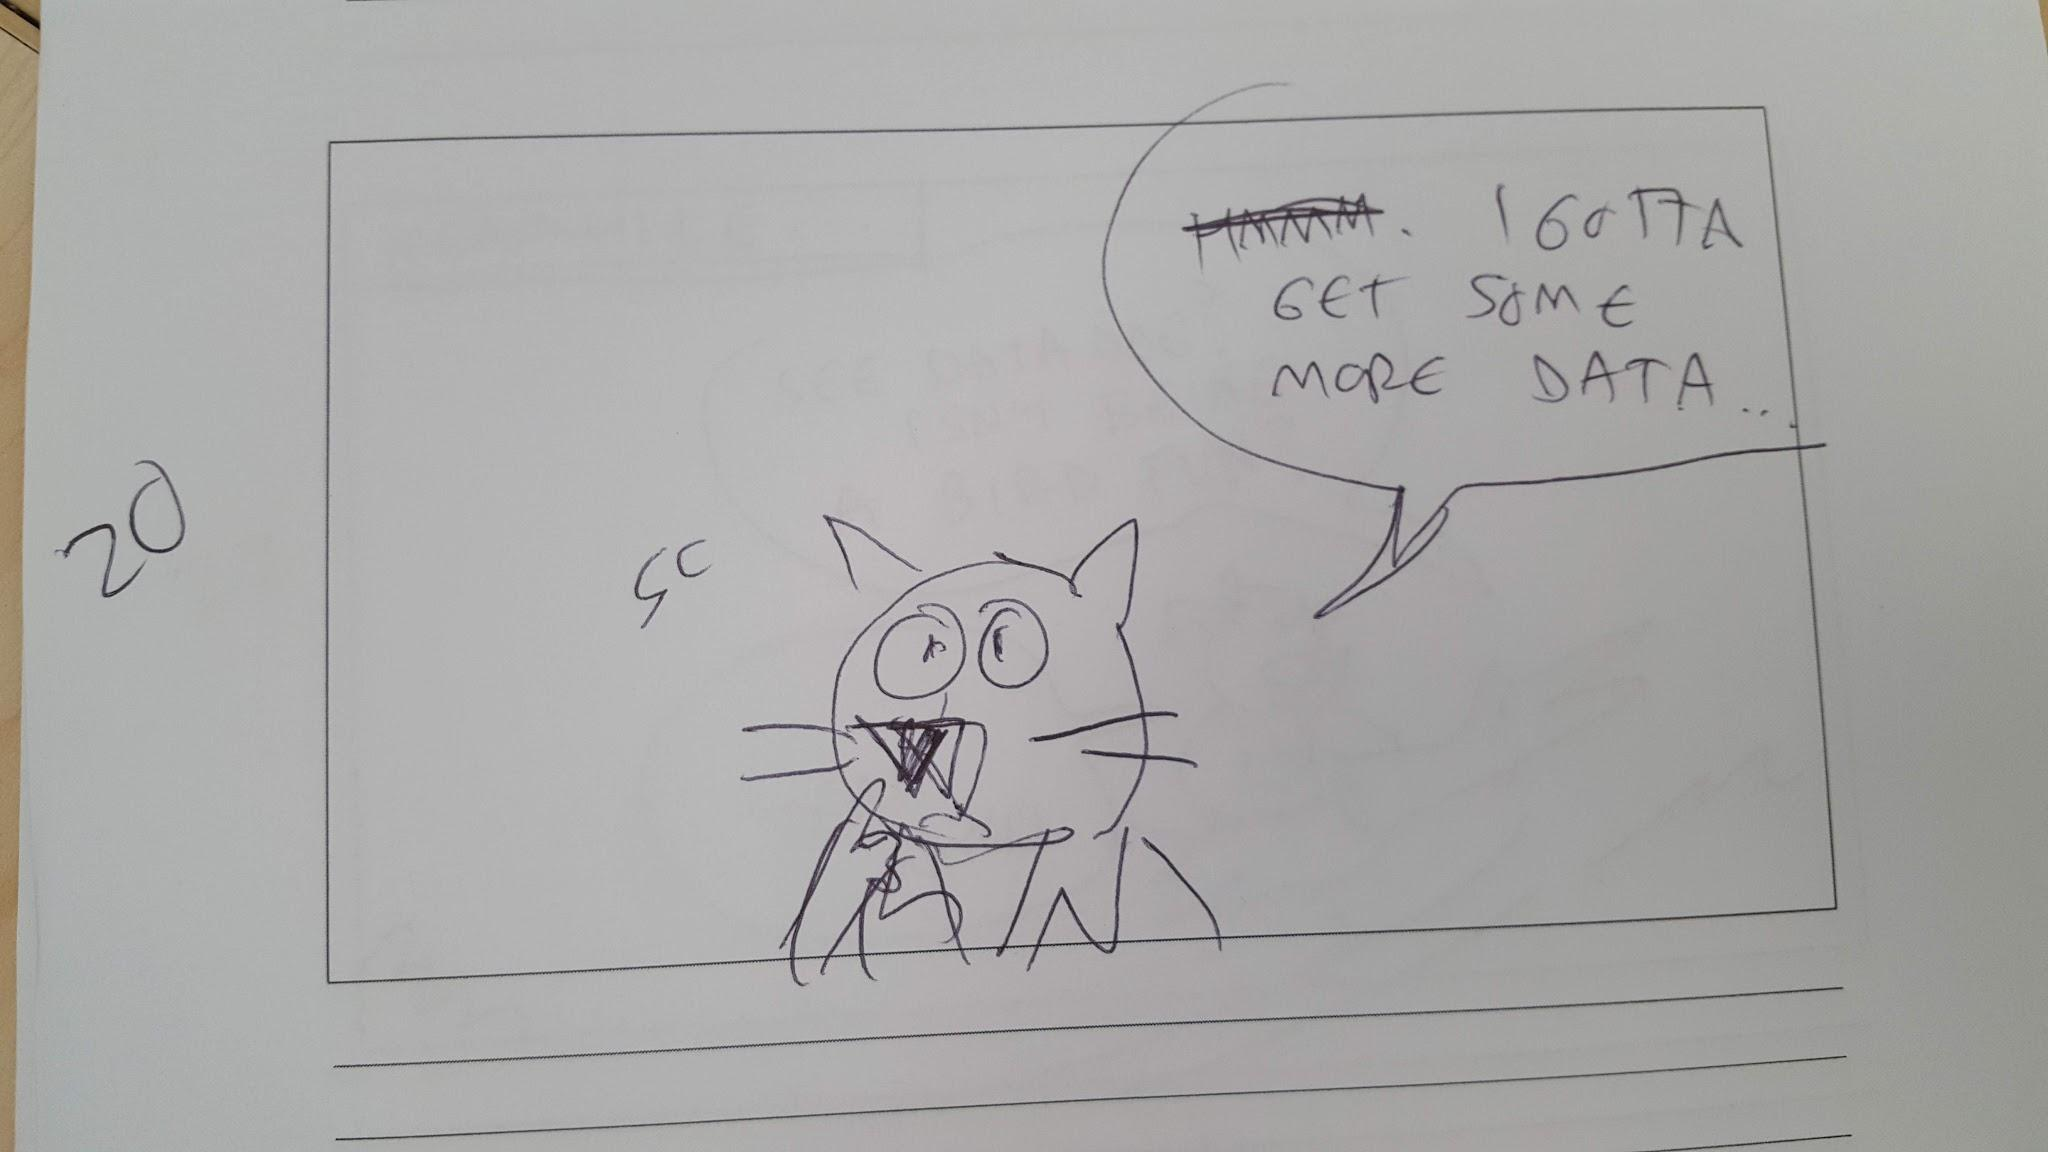 HMMM. I GOTTA
GET SOME
MORE DATA...
20
SC